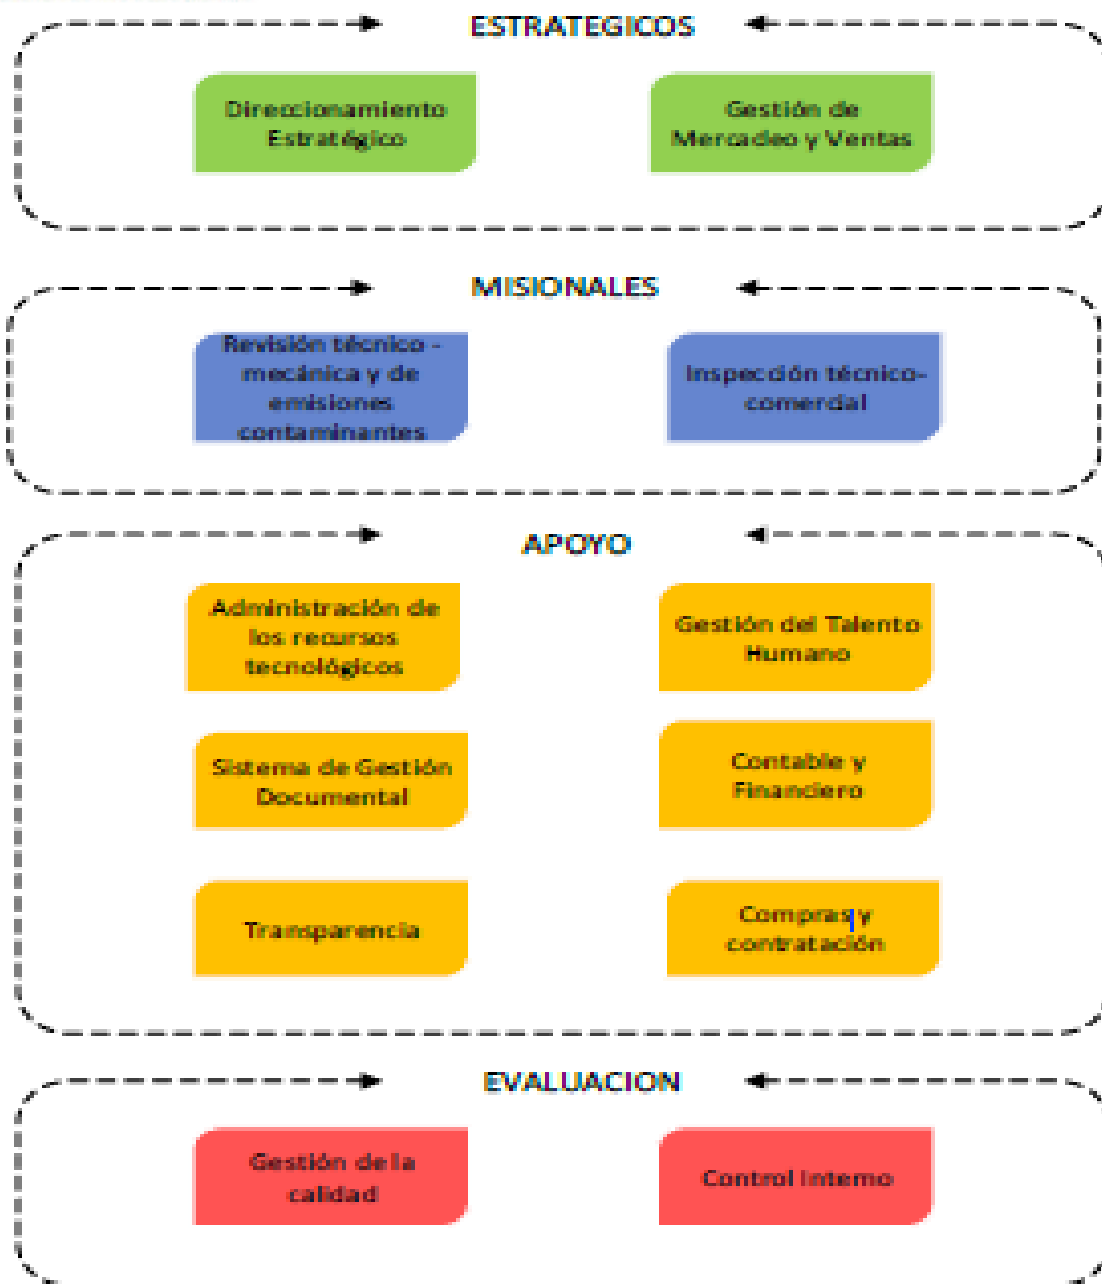 ESTRATEGICOS
Direccionamiento
Estratégico
Gestión de
Mercadeo y Ventas
MISIONALES
Revisión técnico -
mecánica y de
emisiones
contaminantes
Inspección técnico-
comercial
APOYO
Administración de
los recursos
tecnológicos
Gestión del Talento
Humano
Sistema de Gestión
Documental
Contable y
Financiero
Transparencia
Compras y
contratación
EVALUACION
Gestión de la
calidad
Control Interno